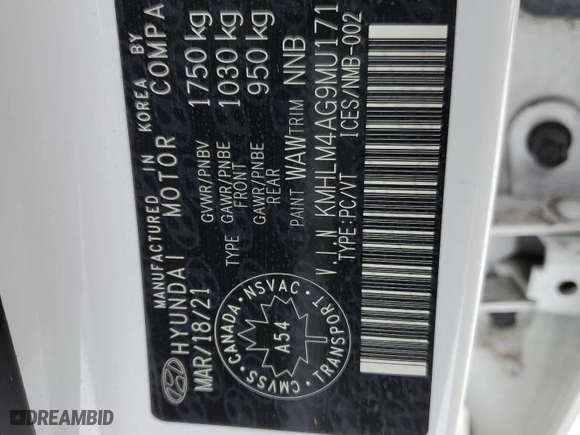 MANUFACTURED IN KOREA BY
HYUNDAI MOTOR COMPA
MAR/18/21 GVWR/PNBV 1750 kg
TYPE GAWR/PNBE FRONT 1030 kg
GAWR/PNBE REAR 950 kg
PAINT WAW TRIM NNB
V.I.N KMHLM4AG9MU171
TYPE:PC/VT ICES/NMB-002
CMVSS · CANADA · NSVAC · TRANSPORT ·
A54
DREAMBID